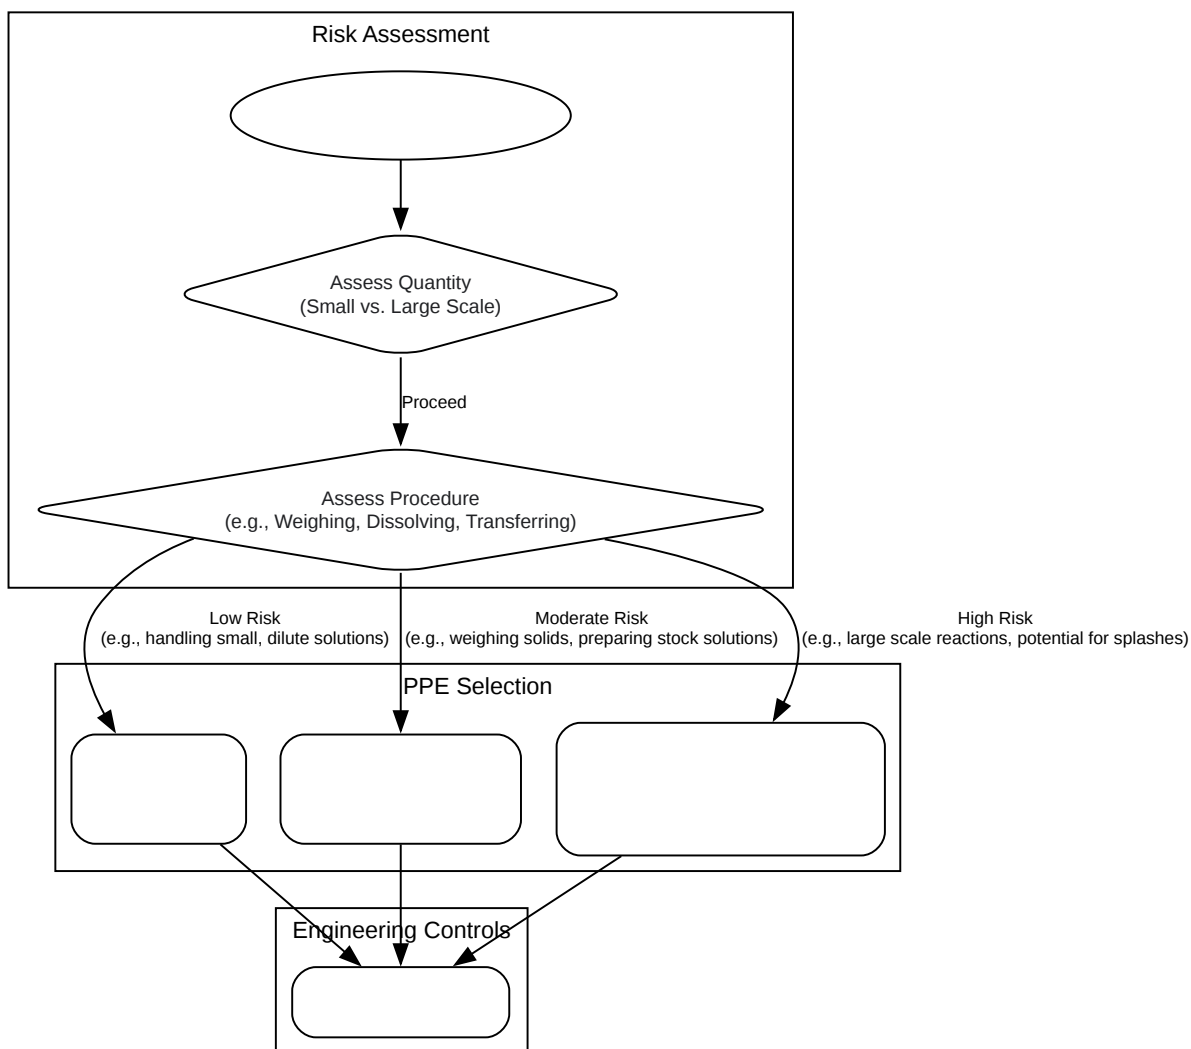 Risk Assessment
Assess Quantity
(Small vs. Large Scale)
Proceed
Assess Procedure
(e.g., Weighing, Dissolving, Transferring)
Low Risk
(e.g., handling small, dilute solutions)
Moderate Risk
(e.g., weighing solids, preparing stock solutions)
High Risk
(e.g., large scale reactions, potential for splashes)
PPE Selection
Engineering Controls